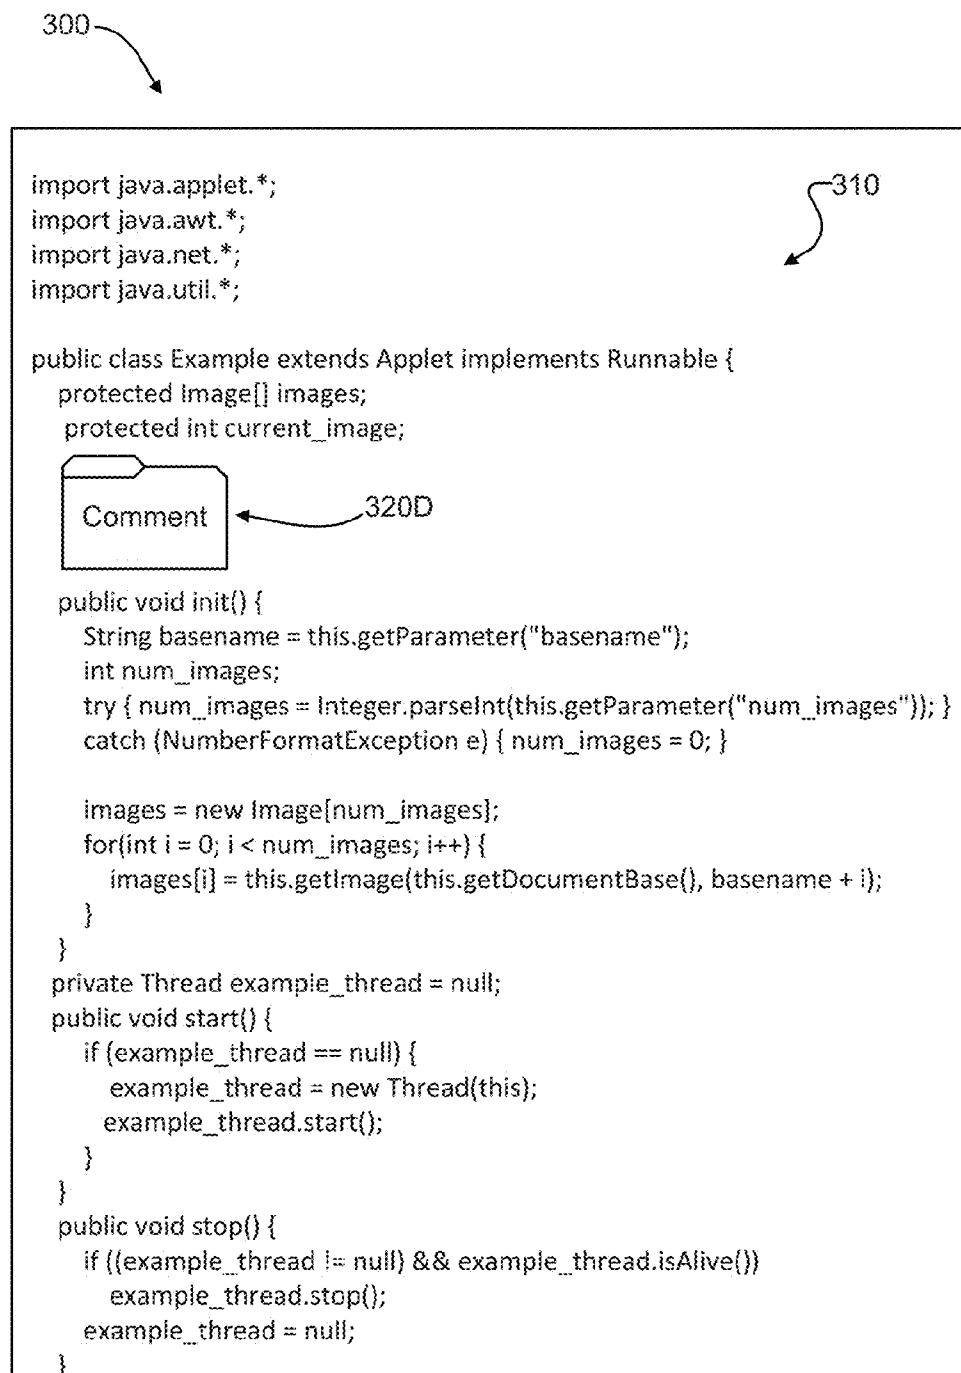 300
310
import java.applet.*;
import java.awt.*;
import java.net.*;
import java.util.*;
public class Example extends Applet implements Runnable {
protected Image[] images;
protected int current_image;
Comment
320D
public void init() {
String basename = this.getParameter("basename");
int num_images;
try { num_images = Integer.parseInt(this.getParameter("num_images")); }
catch (NumberFormatException e) { num_images = 0; }
images = new Image[num_images];
for(int i = 0; i < num_images; i++) {
images[i] = this.getImage(this.getDocumentBase(), basename + i);
}
}
private Thread example_thread = null;
public void start() {
if (example_thread == null) {
example_thread = new Thread(this);
example_thread.start();
}
}
public void stop() {
if ((example_thread != null) && example_thread.isAlive())
example_thread.stop();
example_thread = null;
}